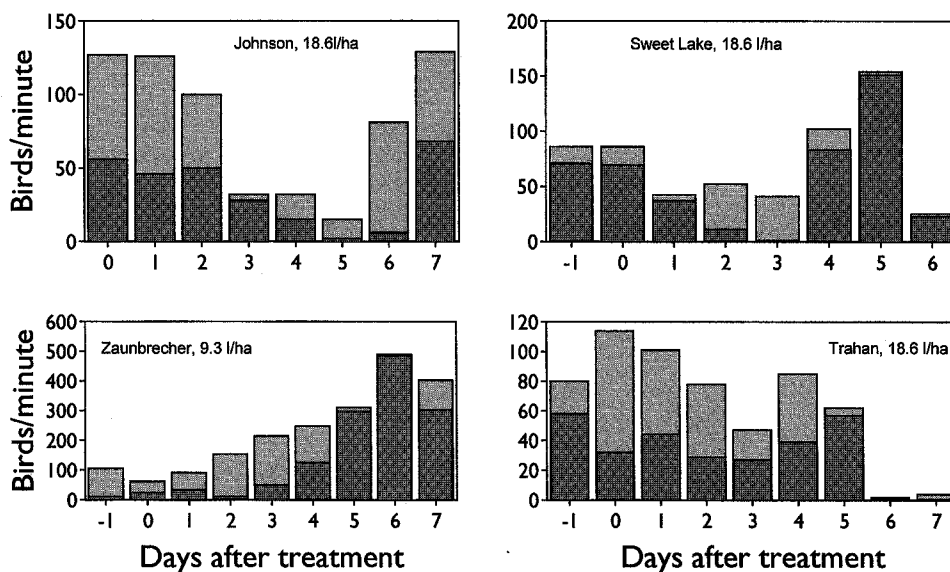 150
100
50
0
Birds/minute
Johnson, 18.6l/ha
0 1 2 3 4 5 6 7
200
150
100
50
0
Sweet Lake, 18.6 l/ha
-1 0 1 2 3 4 5 6
600
500
400
300
200
100
0
Birds/minute
Zaunbrecher, 9.3 l/ha
-1 0 1 2 3 4 5 6 7
Days after treatment
120
100
80
60
40
20
0
Trahan, 18.6 l/ha
-1 0 1 2 3 4 5 6 7
Days after treatment